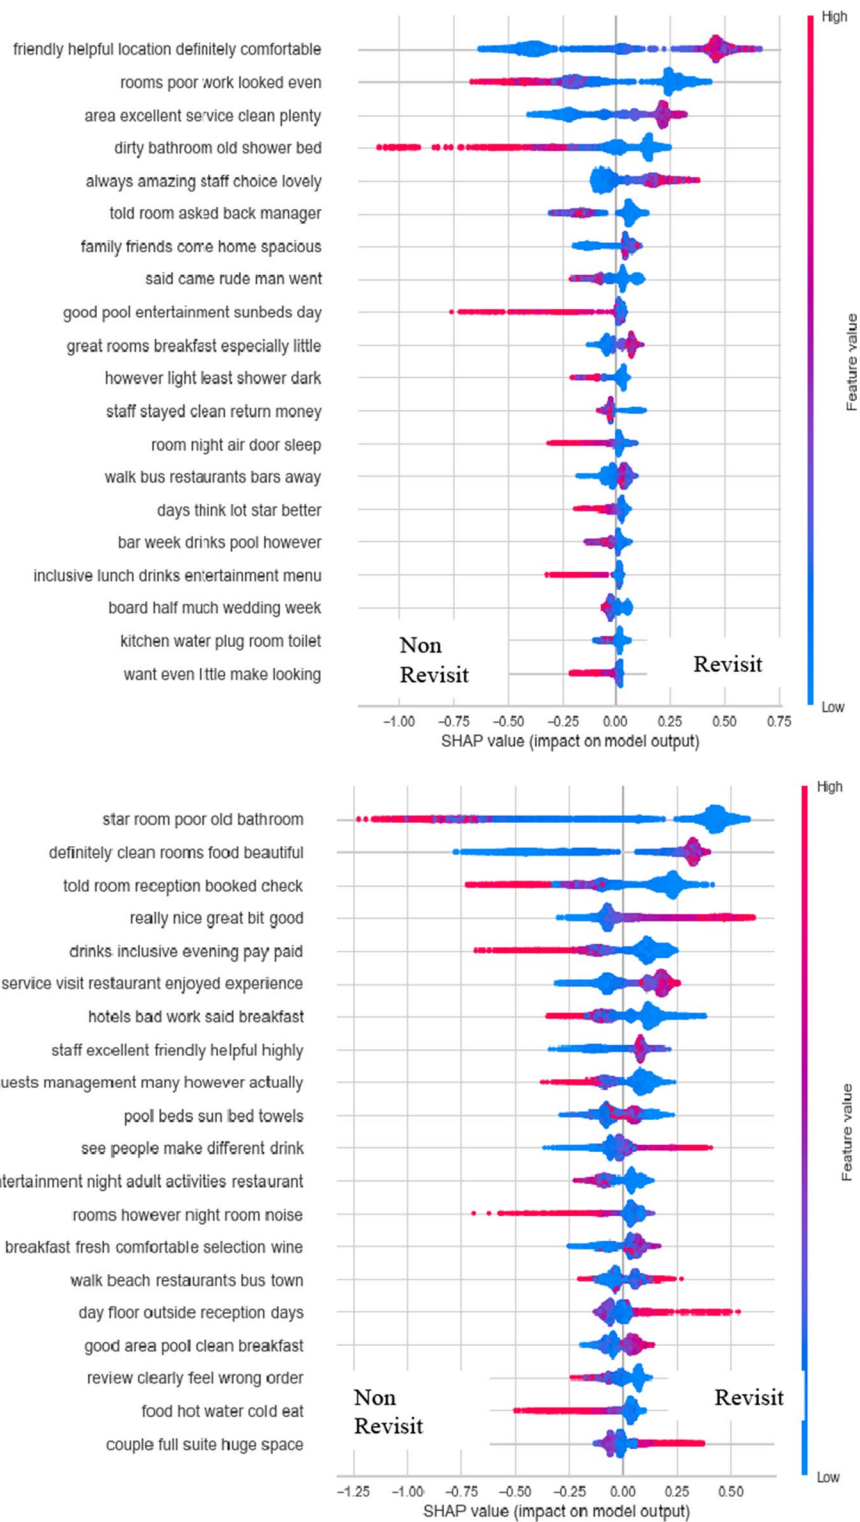 High
friendly helpful location definitely comfortable
rooms poor work looked even
area excellent service clean plenty
dirty bathroom old shower bed
always amazing staff choice lovely
told room asked back manager
family friends come home spacious
said came rude man went
good pool entertainment sunbeds day
great rooms breakfast especially little
however light least shower dark
staff stayed clean return money
room night air door sleep
walk bus restaurants bars away
days think lot star better
bar week drinks pool however
inclusive lunch drinks entertainment menu
board half much wedding week
kitchen water plug room toilet
want even little make looking
Non
Revisit
Revisit
Feature value
Low
−1.00 −0.75 −0.50 −0.25 0.00 0.25 0.50 0.75
SHAP value (impact on model output)
High
star room poor old bathroom
definitely clean rooms food beautiful
told room reception booked check
really nice great bit good
drinks inclusive evening pay paid
service visit restaurant enjoyed experience
hotels bad work said breakfast
staff excellent friendly helpful highly
uests management many however actually
pool beds sun bed towels
see people make different drink
ntertainment night adult activities restaurant
rooms however night room noise
breakfast fresh comfortable selection wine
walk beach restaurants bus town
day floor outside reception days
good area pool clean breakfast
review clearly feel wrong order
food hot water cold eat
couple full suite huge space
Non
Revisit
Revisit
Feature value
Low
−1.25 −1.00 −0.75 −0.50 −0.25 0.00 0.25 0.50
SHAP value (impact on model output)